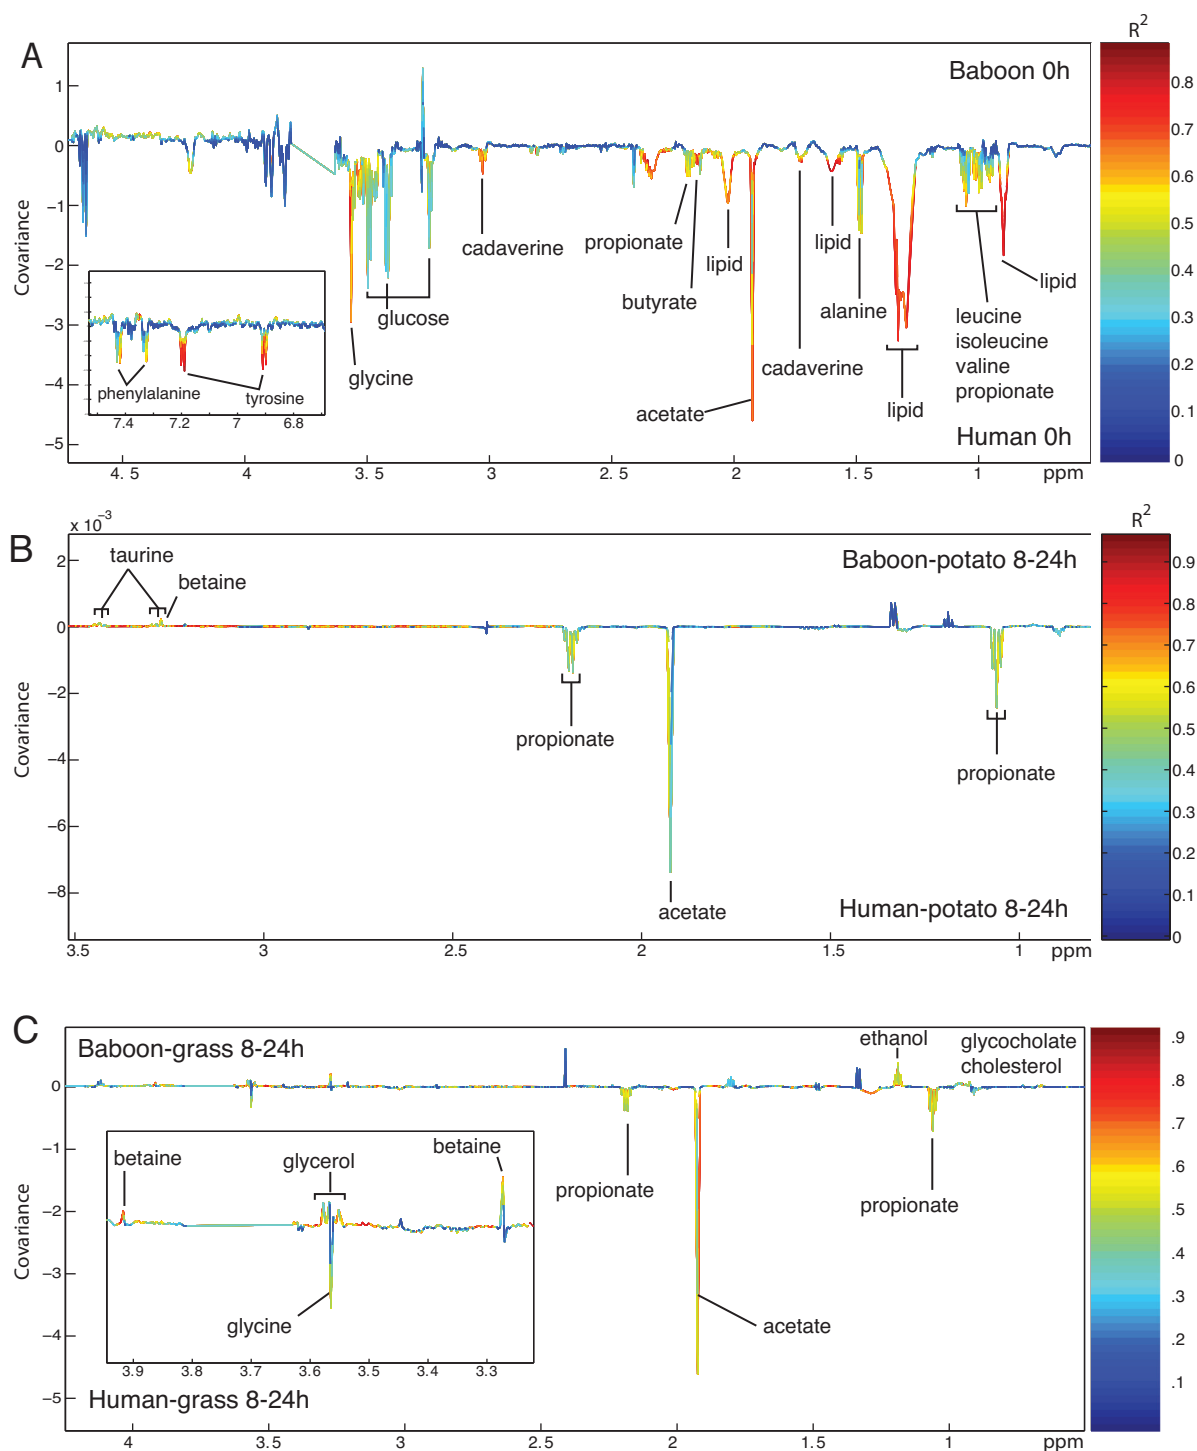 A
R2
Baboon 0h
1
0
−1
−2
−3
−4
−5
Covariance
cadaverine
propionate
lipid
butyrate
lipid
alanine
lipid
leucine
isoleucine
valine
propionate
glucose
glycine
cadaverine
acetate
lipid
Human 0h
phenylalanine
tyrosine
7.4
7.2
7
6.8
4. 5
4
3. 5
3
2. 5
2
1. 5
1
ppm
0.8
0.7
0.6
0.5
0.4
0.3
0.2
0.1
0
B
x 10−3
R2
taurine
betaine
Baboon-potato 8-24h
2
0
−2
−4
−6
−8
Covariance
propionate
propionate
acetate
Human-potato 8-24h
3.5
3
2.5
2
1.5
1
ppm
0.9
0.8
0.7
0.6
0.5
0.4
0.3
0.2
0.1
0
C
Baboon-grass 8-24h
ethanol
glycocholate
cholesterol
0
−1
−2
−3
−4
−5
Covariance
betaine
glycerol
betaine
glycine
3.9
3.8
3.7
3.6
3.5
3.4
3.3
propionate
propionate
acetate
Human-grass 8-24h
4
3.5
3
2.5
2
1.5
1
ppm
.9
.8
.7
.6
.5
.4
.3
.2
.1